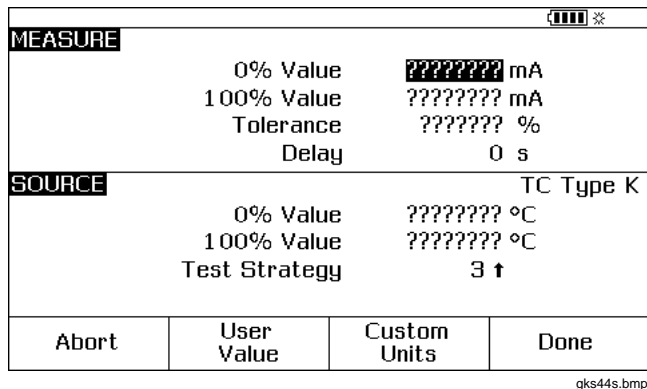 MEASURE
0% Value ???????? mA
100% Value ???????? mA
Tolerance ??????? %
Delay 0 s
SOURCE TC Type K
0% Value ???????? °C
100% Value ???????? °C
Test Strategy 3 ↑
Abort User Value Custom Units Done
gks44s.bmp